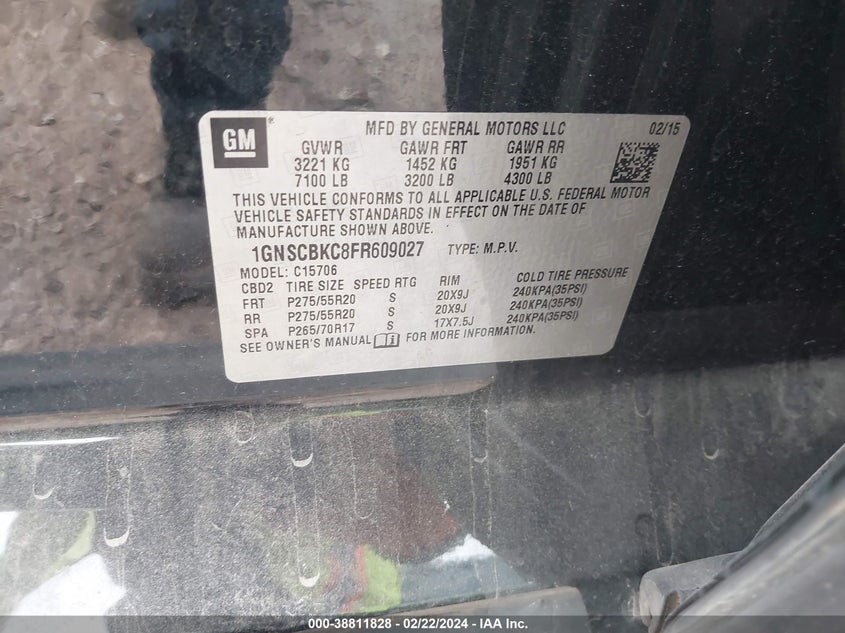 GM
MFD BY GENERAL MOTORS LLC 02/15
GVWR GAWR FRT GAWR RR
3221 KG 1452 KG 1951 KG
7100 LB 3200 LB 4300 LB
THIS VEHICLE CONFORMS TO ALL APPLICABLE U.S. FEDERAL MOTOR
VEHICLE SAFETY STANDARDS IN EFFECT ON THE DATE OF
MANUFACTURE SHOWN ABOVE.
1GNSCBKC8FR609027 TYPE: M.P.V.
MODEL: C15706
CBD2 TIRE SIZE SPEED RTG RIM COLD TIRE PRESSURE
FRT P275/55R20 S 20X9J 240KPA(35PSI)
RR P275/55R20 S 20X9J 240KPA(35PSI)
SPA P265/70R17 S 17X7.5J 240KPA(35PSI)
SEE OWNER'S MANUAL FOR MORE INFORMATION.
000-38811828 - 02/22/2024 - IAA Inc.